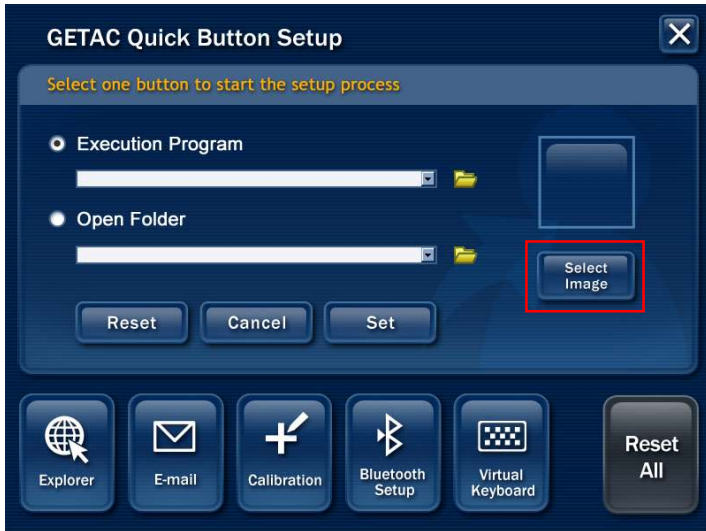 GETAC Quick Button Setup
Select one button to start the setup process
Execution Program
Open Folder
Select
Image
Reset
Cancel
Set
Explorer
E-mail
Calibration
Bluetooth
Setup
Virtual
Keyboard
Reset
All